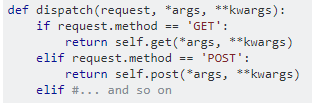 def dispatch(request, *args, **kwargs):
    if request.method == 'GET':
        return self.get(*args, **kwargs)
    elif request.method == 'POST':
        return self.post(*args, **kwargs)
    elif #... and so on